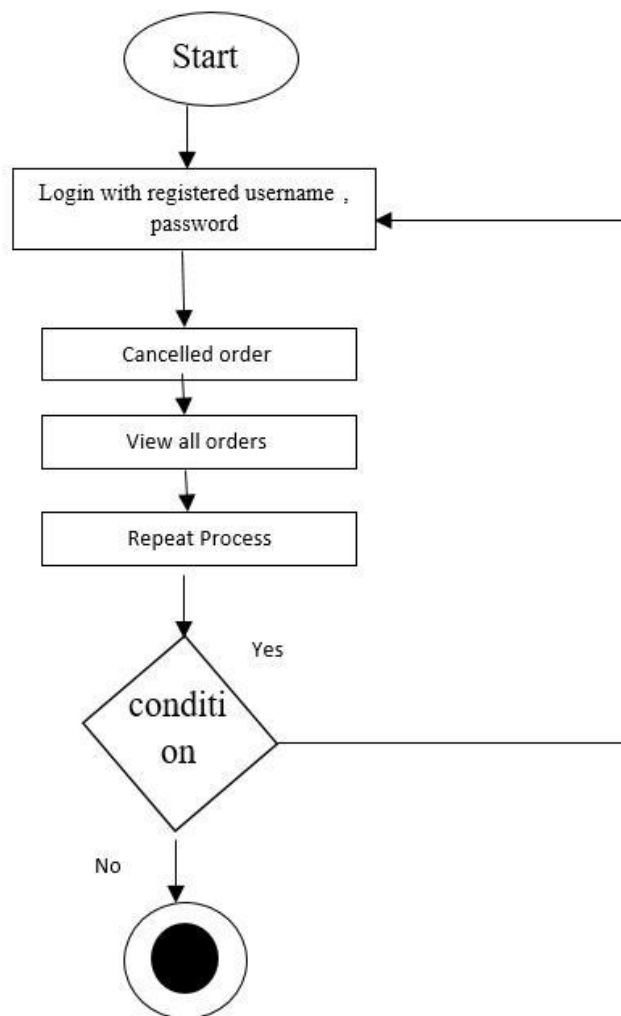 Start
Login with registered username ,
password
Cancelled order
View all orders
Repeat Process
Yes
conditi
on
No